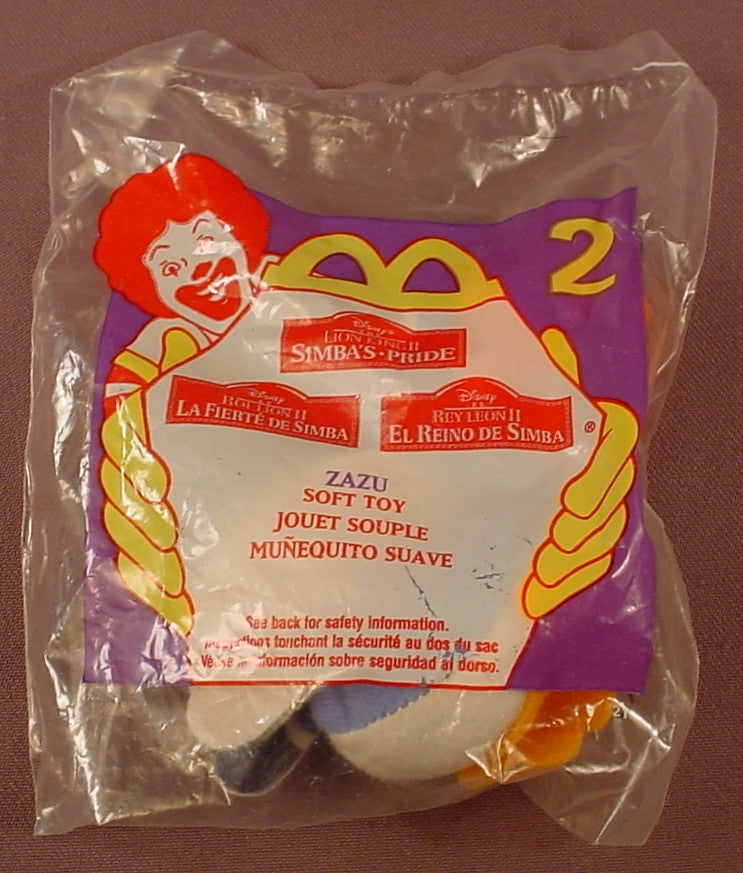 2
Disney's
LION KING II
SIMBA'S·PRIDE
Disney
ROI LION II
LA FIERTÉ DE SIMBA
Disney
EL
REY LEON II
EL REINO DE SIMBA
®
ZAZU
SOFT TOY
JOUET SOUPLE
MUÑEQUITO SUAVE
See back for safety information.
touchant la sécurité au dos du sac
información sobre seguridad al dorso.